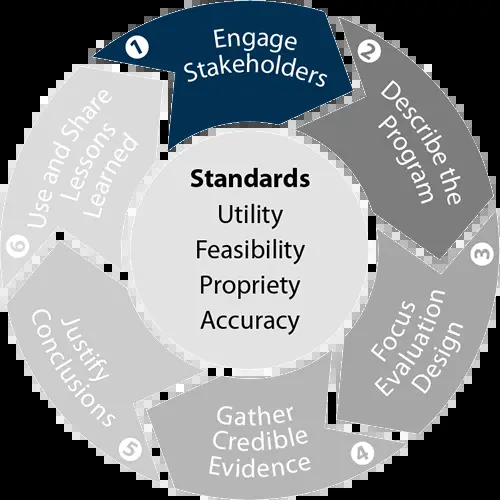 1
Engage
Stakeholders
2
Describe the
Program
3
Focus
Evaluation
Design
4
Gather
Credible
Evidence
5
Justify
Conclusions
6
Use and Share
Lessons
Learned
Standards
Utility
Feasibility
Propriety
Accuracy